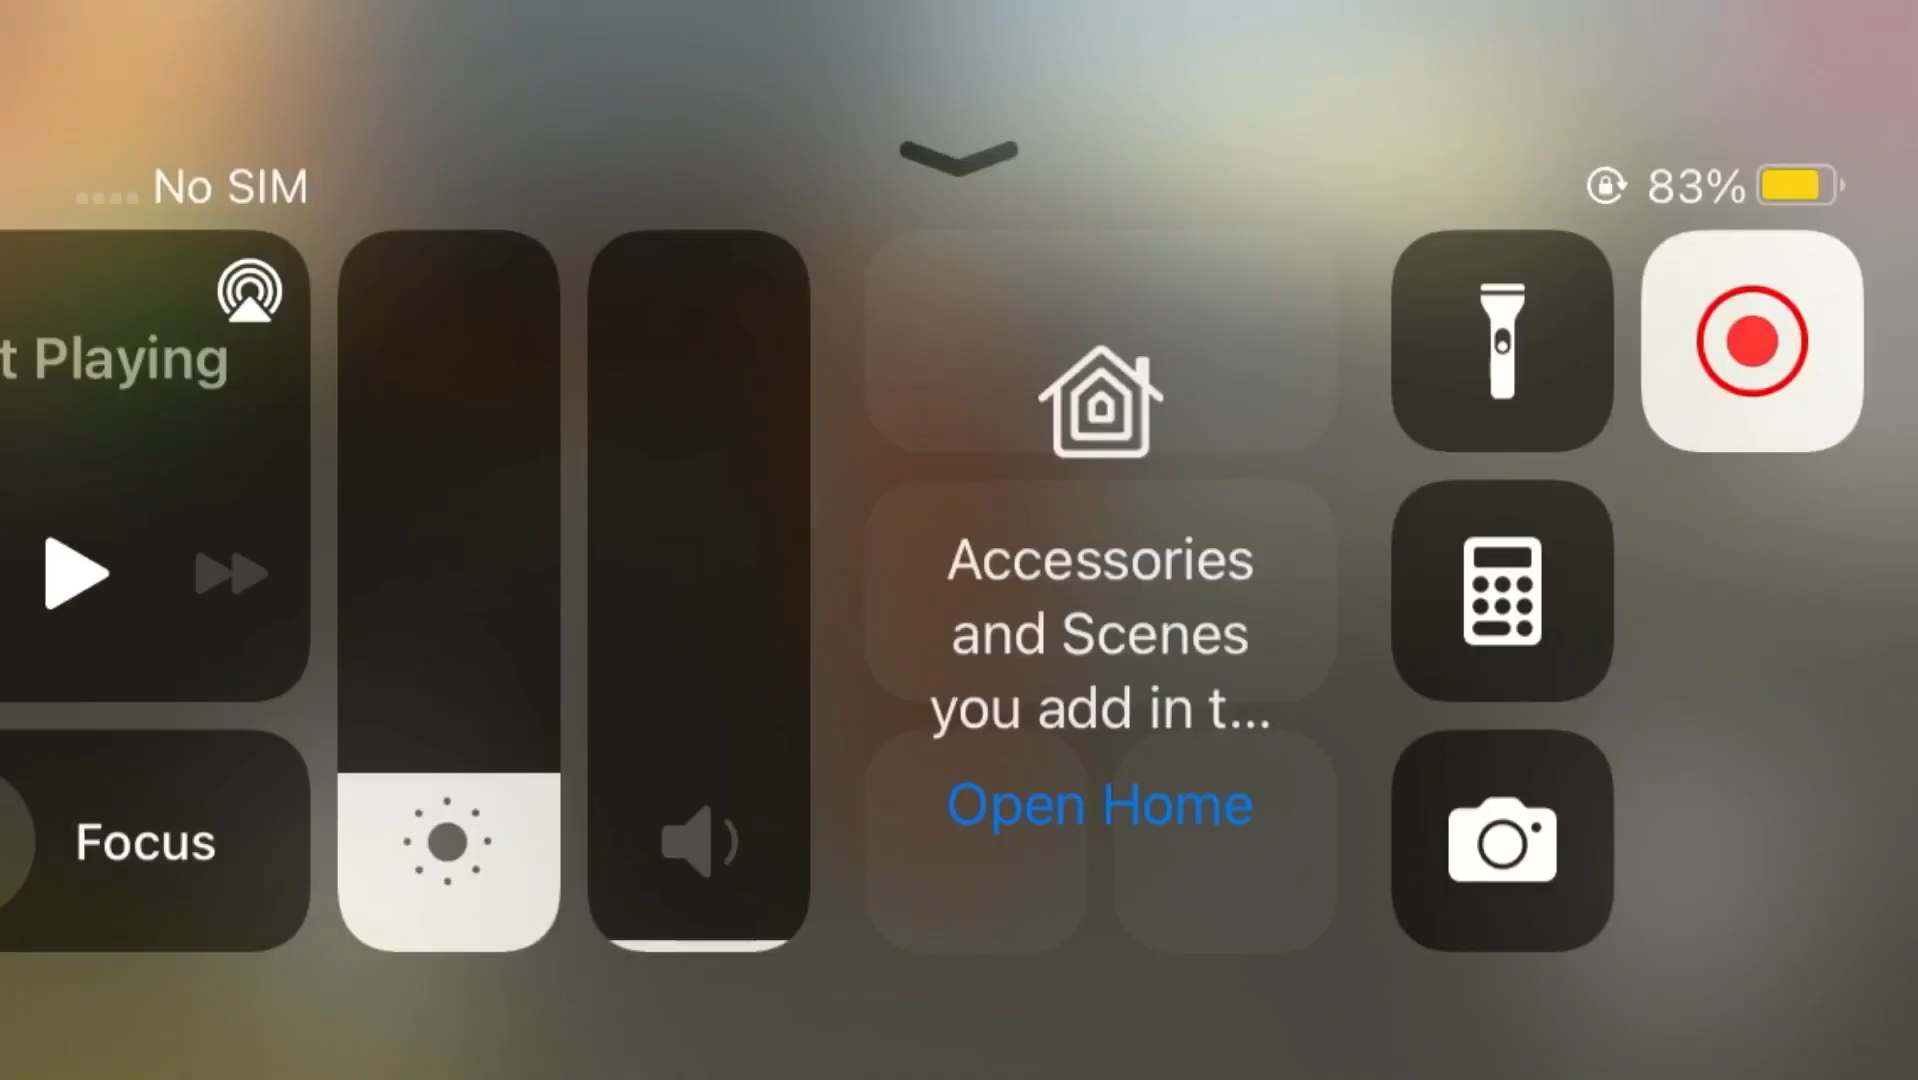 No SIM
83%
t Playing
Accessories
and Scenes
you add in t...
Open Home
Focus